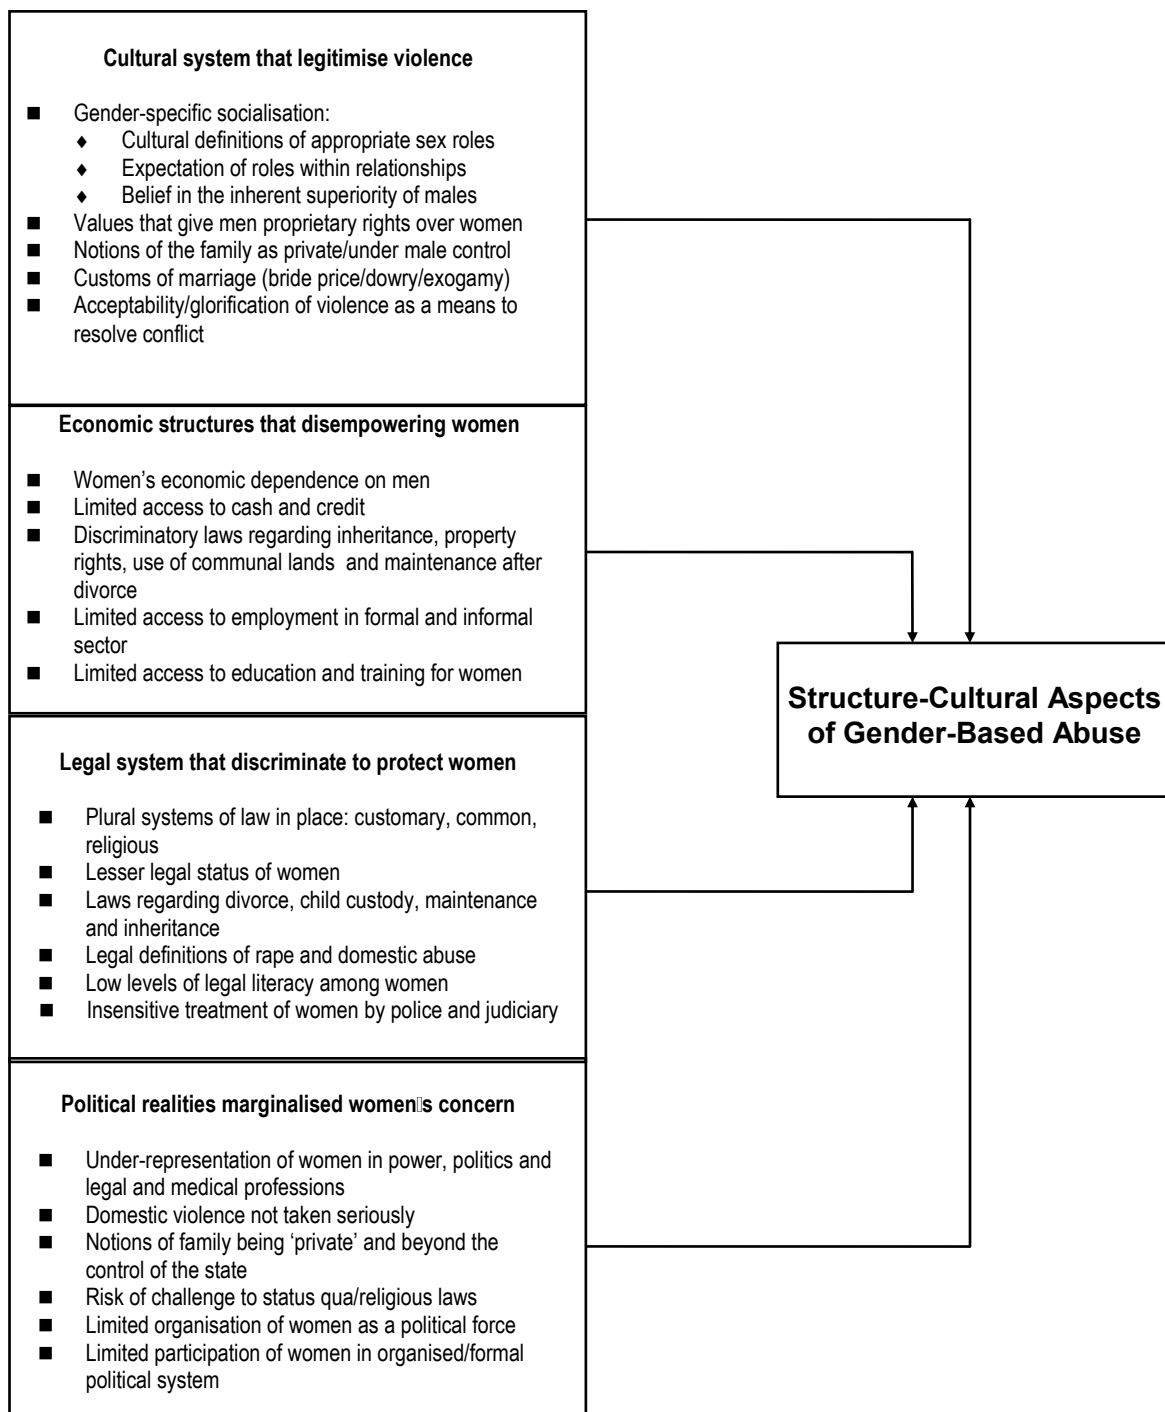 Cultural system that legitimise violence
■ Gender-specific socialisation:
♦ Cultural definitions of appropriate sex roles
♦ Expectation of roles within relationships
♦ Belief in the inherent superiority of males
■ Values that give men proprietary rights over women
■ Notions of the family as private/under male control
■ Customs of marriage (bride price/dowry/exogamy)
■ Acceptability/glorification of violence as a means to
resolve conflict
Economic structures that disempowering women
■ Women’s economic dependence on men
■ Limited access to cash and credit
■ Discriminatory laws regarding inheritance, property
rights, use of communal lands and maintenance after
divorce
■ Limited access to employment in formal and informal
sector
■ Limited access to education and training for women
Legal system that discriminate to protect women
■ Plural systems of law in place: customary, common,
religious
■ Lesser legal status of women
■ Laws regarding divorce, child custody, maintenance
and inheritance
■ Legal definitions of rape and domestic abuse
■ Low levels of legal literacy among women
■ Insensitive treatment of women by police and judiciary
Political realities marginalised women▯s concern
■ Under-representation of women in power, politics and
legal and medical professions
■ Domestic violence not taken seriously
■ Notions of family being ‘private’ and beyond the
control of the state
■ Risk of challenge to status qua/religious laws
■ Limited organisation of women as a political force
■ Limited participation of women in organised/formal
political system
Structure-Cultural Aspects
of Gender-Based Abuse